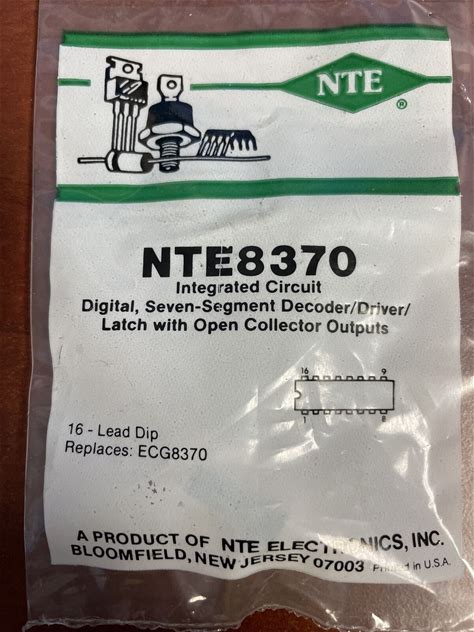 NTE
®
NTE8370
Integrated Circuit
Digital, Seven-Segment Decoder/Driver/
Latch with Open Collector Outputs
16 9
1 8
16 - Lead Dip
Replaces: ECG8370
A PRODUCT OF NTE ELECTRONICS, INC.
BLOOMFIELD, NEW JERSEY 07003 Printed in U.S.A.